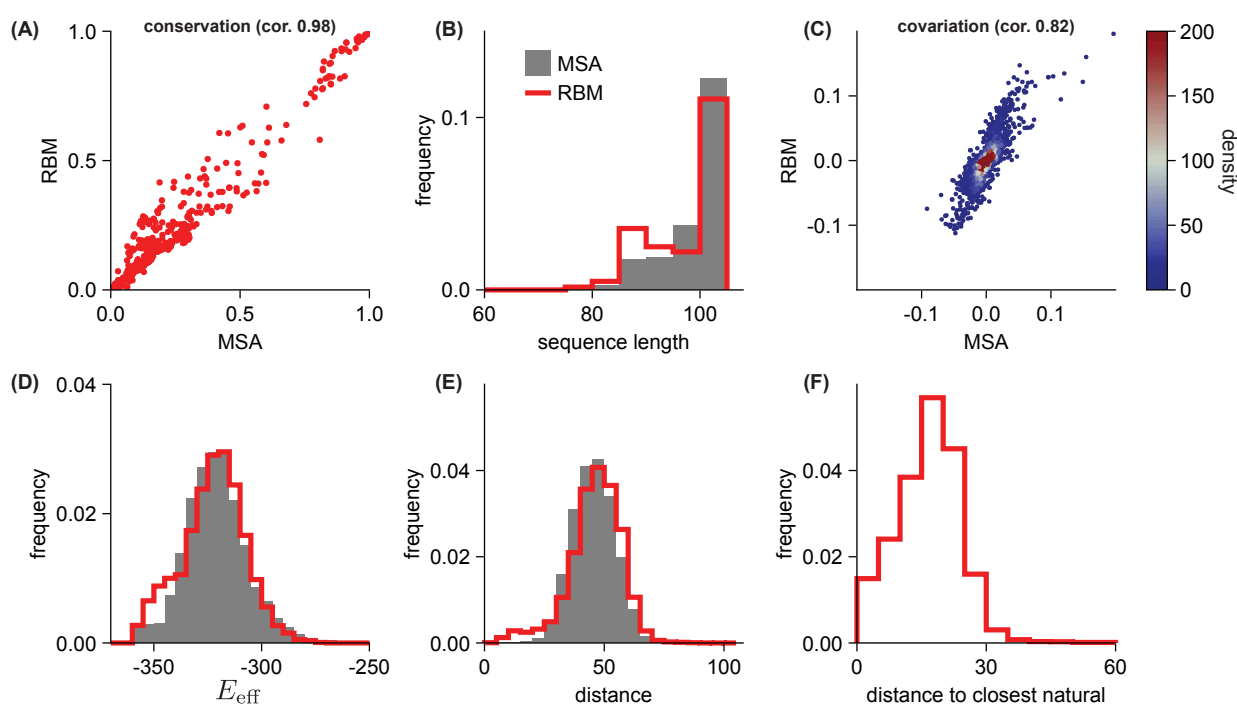 (A)
conservation (cor. 0.98)
1.0
0.5
0.0
RBM
0.0 0.5 1.0
MSA
(B)
MSA
RBM
0.1
0.0
frequency
60 80 100
sequence length
(C)
covariation (cor. 0.82)
0.1
0.0
-0.1
RBM
-0.1 0.0 0.1
MSA
200
150
100
50
0
density
(D)
0.04
0.02
0.00
frequency
-350 -300 -250
E_eff
(E)
0.04
0.02
0.00
frequency
0 50 100
distance
(F)
0.04
0.02
0.00
frequency
0 30 60
distance to closest natural